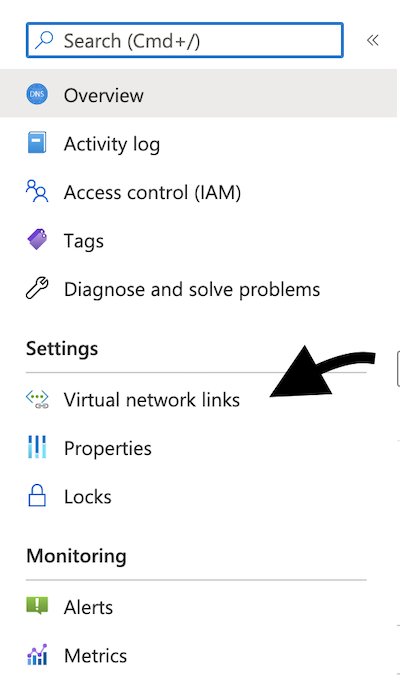 Search (Cmd+/)
«
DNS
Overview
Activity log
Access control (IAM)
Tags
Diagnose and solve problems
Settings
Virtual network links
Properties
Locks
Monitoring
Alerts
Metrics